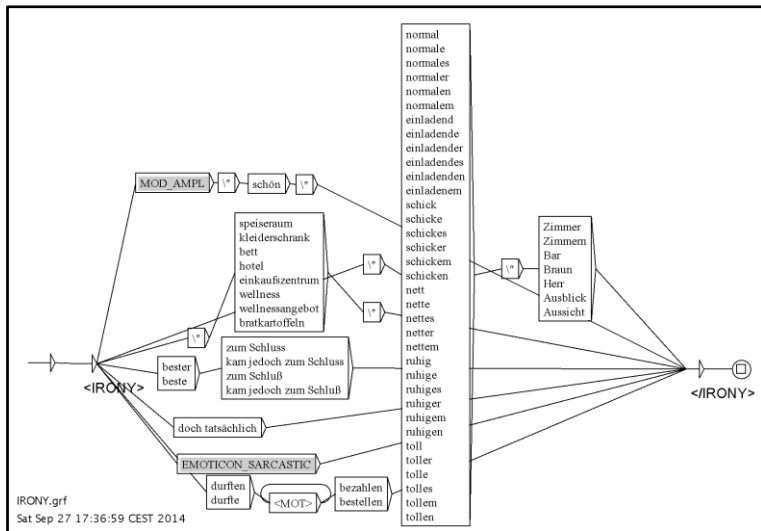 MOD_AMPL
\"
schön
\"
speiseraum
kleiderschrank
bett
hotel
einkaufszentrum
wellness
wellnessangebot
bratkartoffeln
\"
\"
\"
normal
normale
normales
normaler
normalen
normalem
einladend
einladende
einladender
einladendes
einladenden
einladenem
schick
schicke
schickes
schicker
schickem
schicken
nett
nette
nettes
netter
nettem
ruhig
ruhige
ruhiges
ruhiger
ruhigem
ruhigen
toll
toller
tolle
tolles
tollem
tollen
\"
Zimmer
Zimmern
Bar
Braun
Herr
Ausblick
Aussicht
<IRONY>
bester
beste
zum Schluss
kam jedoch zum Schluss
zum Schluß
kam jedoch zum Schluß
doch tatsächlich
EMOTICON_SARCASTIC
durften
durfte
<MOT>
bezahlen
bestellen
</IRONY>
IRONY.grf
Sat Sep 27 17:36:59 CEST 2014